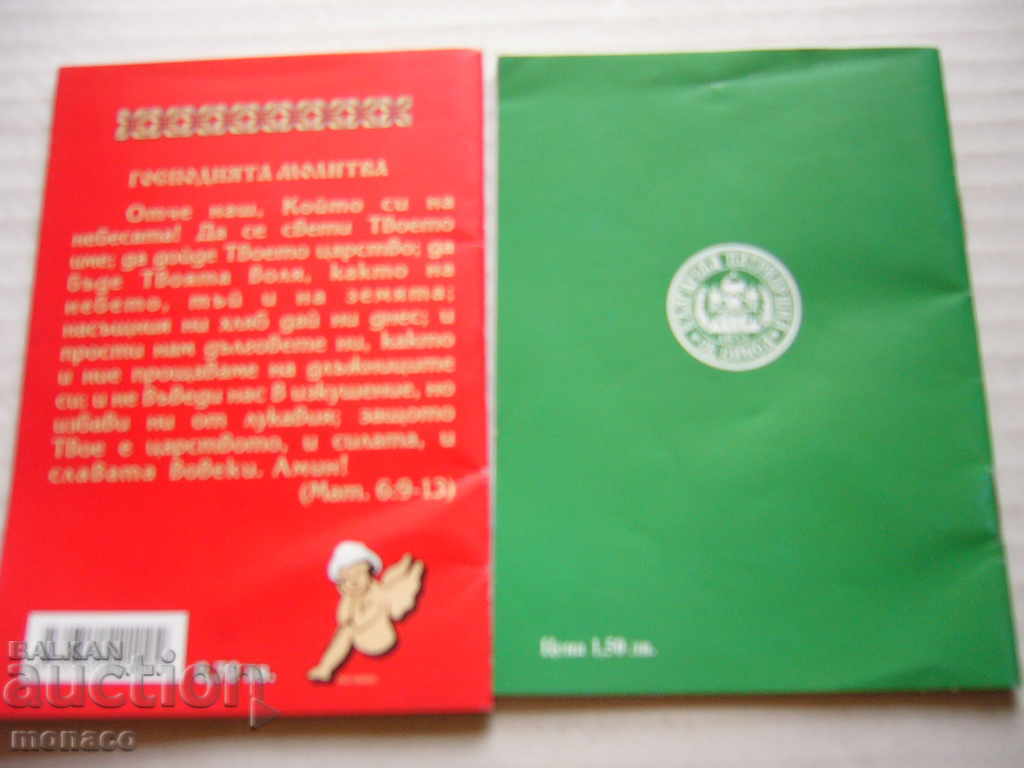 ГОСПОДНЯТА МОЛИТВА
Отче наш, Който си на
небесата! Да се свети Твоето
име; да дойде Твоето царство; да
бъде Твоята воля, както на
небето, тъй и на земята;
насъщния ни хляб дай ни днес; и
прости нам дълговете ни, както
и ние прощаваме на длъжниците
си; и не въведи нас в изкушение, но
избави ни от лукавия; защото
Твое е царството, и силата, и
славата вовеки. Амин!
(Мат. 6:9-13)
Цена 1,50 лв.
BALKAN
auction
monaco